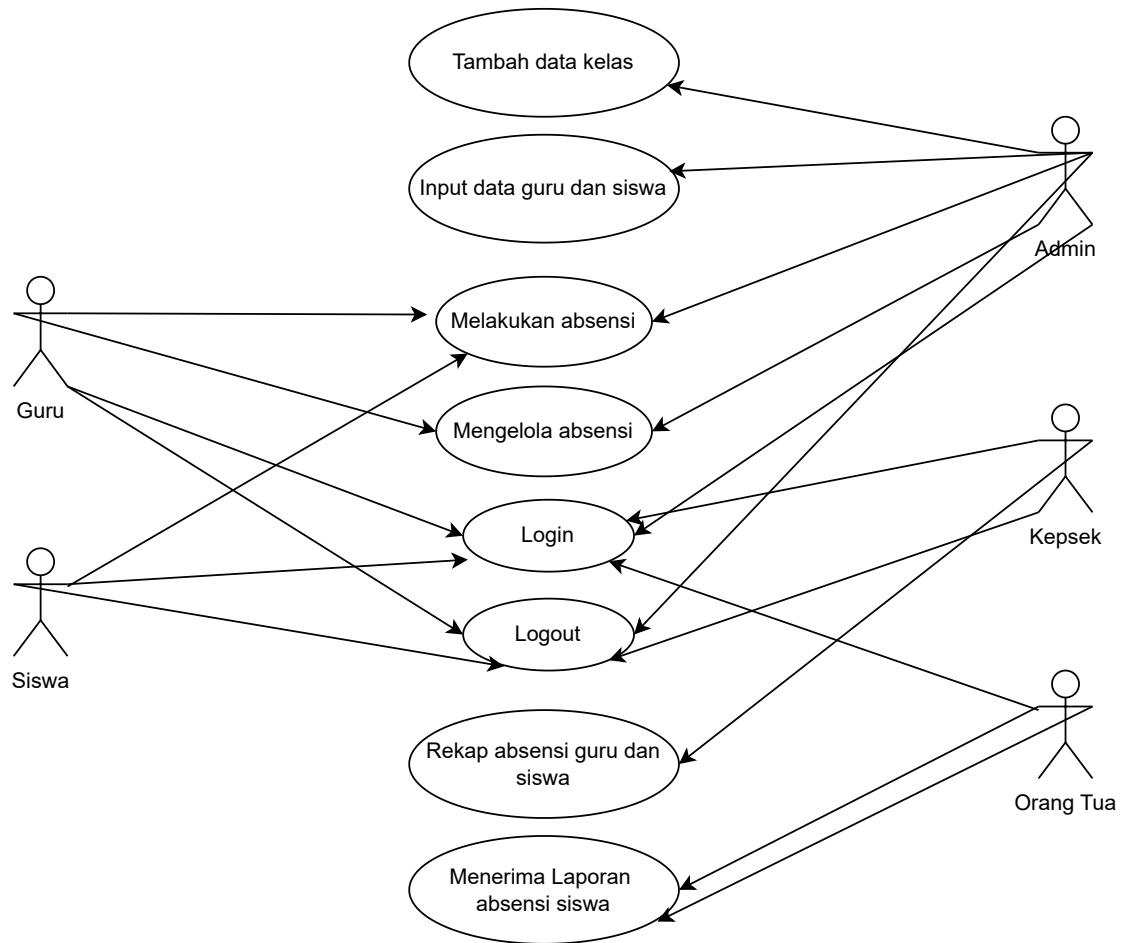 Tambah data kelas
Input data guru dan siswa
Admin
Melakukan absensi
Guru
Mengelola absensi
Login
Kepsek
Logout
Siswa
Rekap absensi guru dan
siswa
Orang Tua
Menerima Laporan
absensi siswa